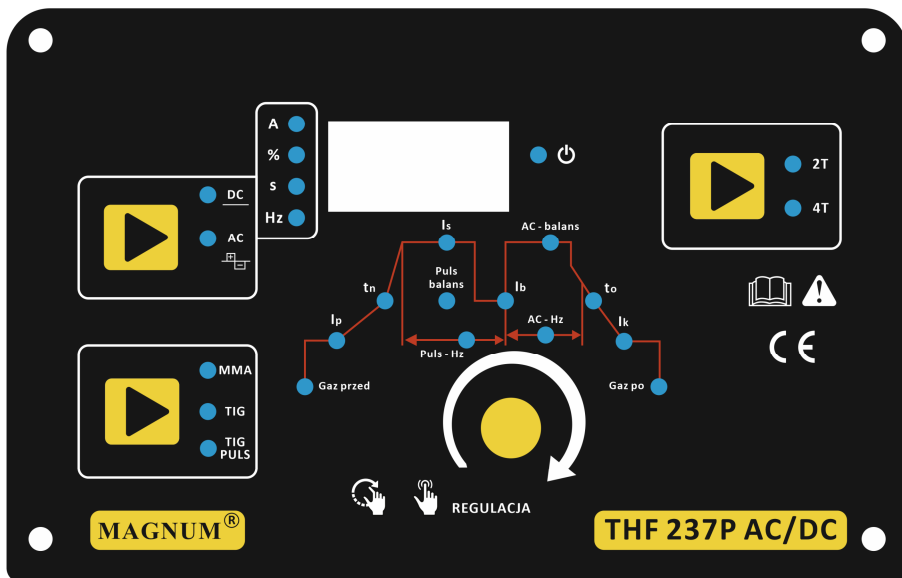 A
%
s
Hz
DC
AC
2T
4T
Is
AC - balans
Puls
balans
tn
Ib
to
Ip
AC - Hz
Ik
Puls - Hz
Gaz przed
Gaz po
MMA
TIG
TIG
PULS
CE
REGULACJA
MAGNUM®
THF 237P AC/DC